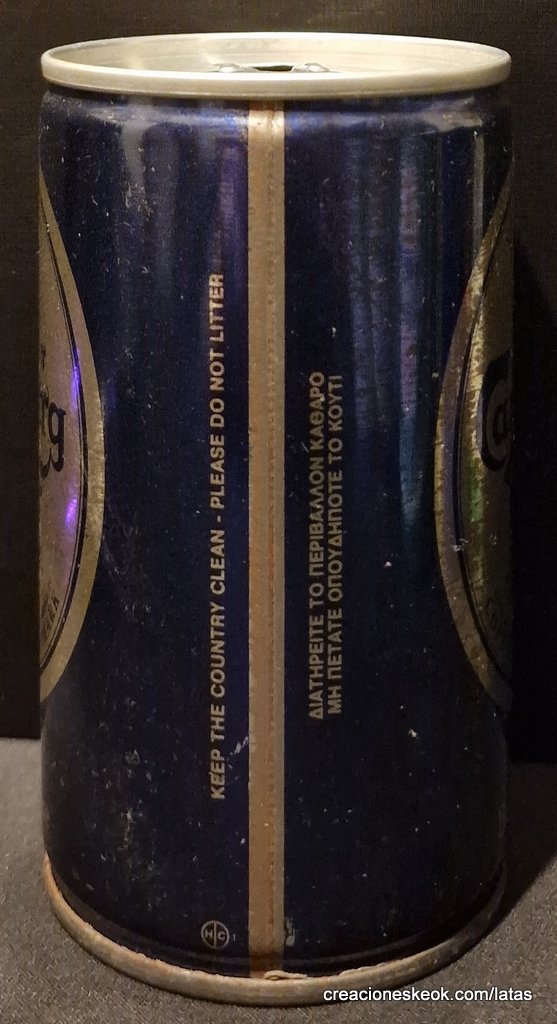 KEEP THE COUNTRY CLEAN - PLEASE DO NOT LITTER
ΔΙΑΤΗΡΕΙΤΕ ΤΟ ΠΕΡΙΒΑΛΛΟΝ ΚΑΘΑΡΟ
ΜΗ ΠΕΤΑΤΕ ΟΠΟΥΔΗΠΟΤΕ ΤΟ ΚΟΥΤΙ
creacioneskeok.com/latas